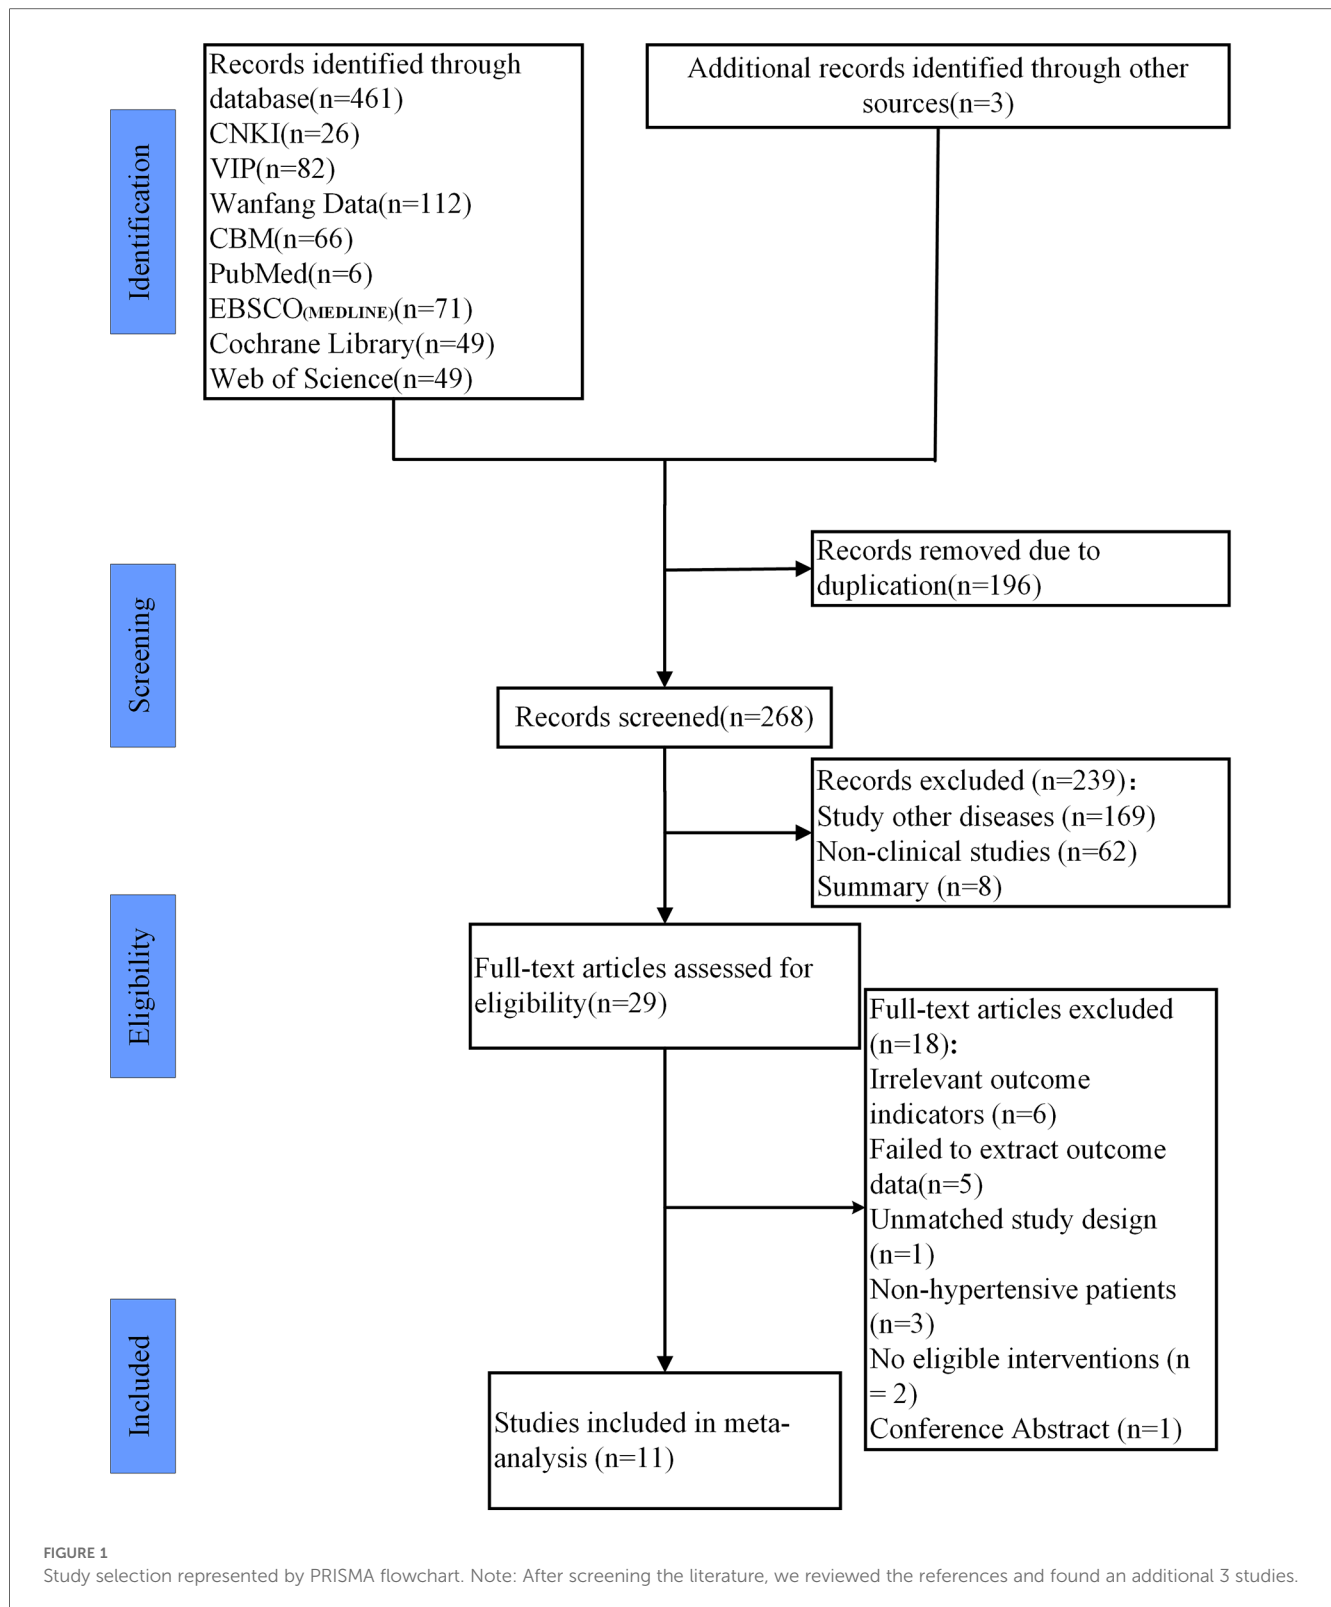 Records identified through
database(n=461)
CNKI(n=26)
VIP(n=82)
Wanfang Data(n=112)
CBM(n=66)
PubMed(n=6)
EBSCO(MEDLINE)(n=71)
Cochrane Library(n=49)
Web of Science(n=49)
Additional records identified through other
sources(n=3)
Identification
Records removed due to
duplication(n=196)
Screening
Records screened(n=268)
Records excluded (n=239):
Study other diseases (n=169)
Non-clinical studies (n=62)
Summary (n=8)
Eligibility
Full-text articles assessed for
eligibility(n=29)
Full-text articles excluded
(n=18):
Irrelevant outcome
indicators (n=6)
Failed to extract outcome
data(n=5)
Unmatched study design
(n=1)
Non-hypertensive patients
(n=3)
No eligible interventions (n
= 2)
Conference Abstract (n=1)
Included
Studies included in meta-
analysis (n=11)
FIGURE 1
Study selection represented by PRISMA flowchart. Note: After screening the literature, we reviewed the references and found an additional 3 studies.